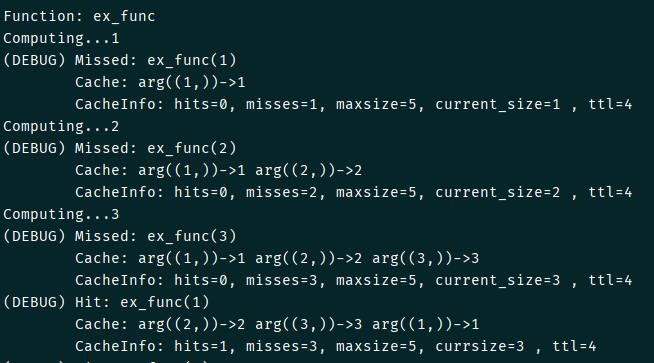 Function: ex_func
Computing...1
(DEBUG) Missed: ex_func(1)
Cache: arg((1,))->1
CacheInfo: hits=0, misses=1, maxsize=5, current_size=1 , ttl=4
Computing...2
(DEBUG) Missed: ex_func(2)
Cache: arg((1,))->1 arg((2,))->2
CacheInfo: hits=0, misses=2, maxsize=5, current_size=2 , ttl=4
Computing...3
(DEBUG) Missed: ex_func(3)
Cache: arg((1,))->1 arg((2,))->2 arg((3,))->3
CacheInfo: hits=0, misses=3, maxsize=5, current_size=3 , ttl=4
(DEBUG) Hit: ex_func(1)
Cache: arg((2,))->2 arg((3,))->3 arg((1,))->1
CacheInfo: hits=1, misses=3, maxsize=5, currsize=3 , ttl=4